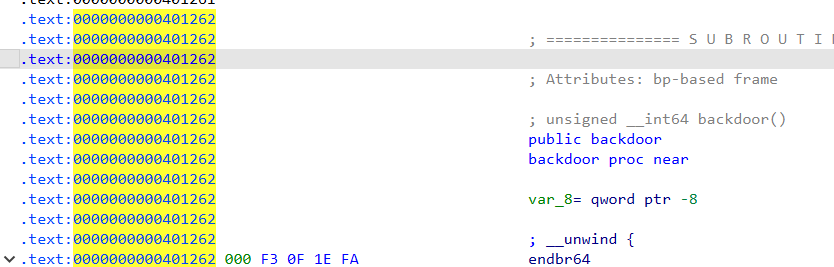 .text:0000000000401261
.text:0000000000401262
.text:0000000000401262 ; =============== S U B R O U T I
.text:0000000000401262
.text:0000000000401262 ; Attributes: bp-based frame
.text:0000000000401262
.text:0000000000401262 ; unsigned __int64 backdoor()
.text:0000000000401262 public backdoor
.text:0000000000401262 backdoor proc near
.text:0000000000401262
.text:0000000000401262 var_8= qword ptr -8
.text:0000000000401262
.text:0000000000401262 ; __unwind {
.text:0000000000401262 000 F3 0F 1E FA endbr64